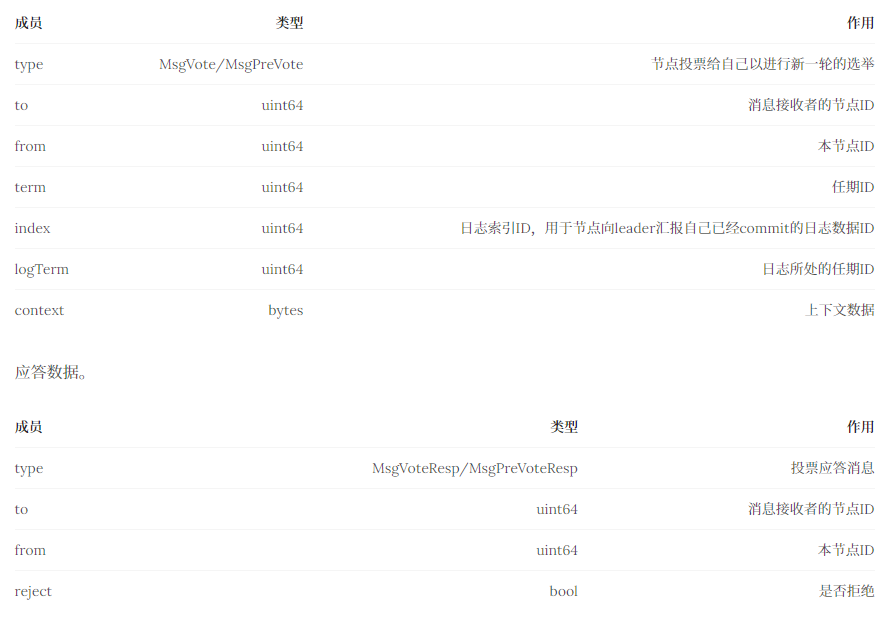 成员 类型 作用
type MsgVote/MsgPreVote 节点投票给自己以进行新一轮的选举
to uint64 消息接收者的节点ID
from uint64 本节点ID
term uint64 任期ID
index uint64 日志索引ID，用于节点向leader汇报自己已经commit的日志数据ID
logTerm uint64 日志所处的任期ID
context bytes 上下文数据
应答数据。
成员 类型 作用
type MsgVoteResp/MsgPreVoteResp 投票应答消息
to uint64 消息接收者的节点ID
from uint64 本节点ID
reject bool 是否拒绝